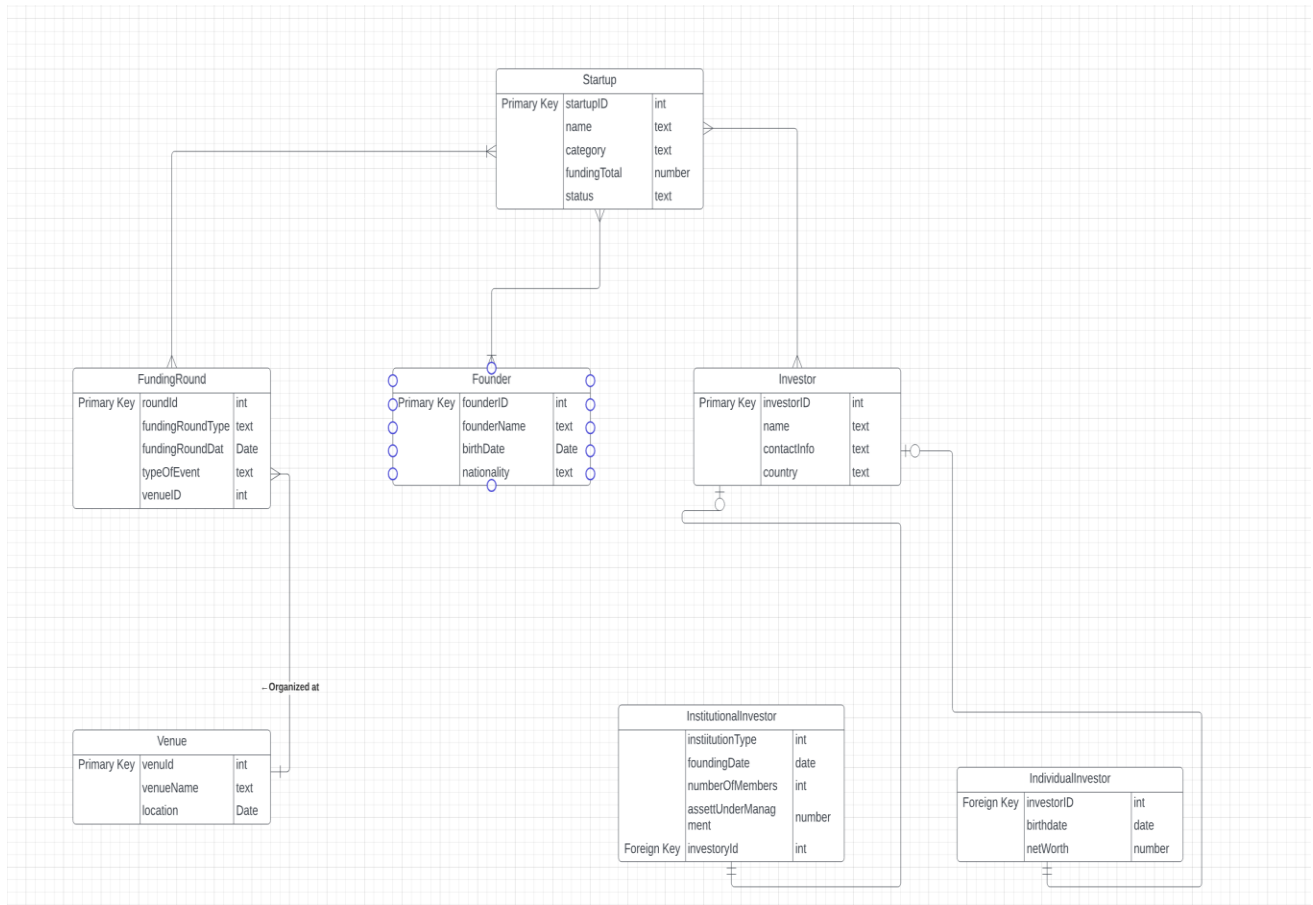 Startup
Primary Key startupID int
name text
category text
fundingTotal number
status text
FundingRound
Primary Key roundId int
fundingRoundType text
fundingRoundDat Date
typeOfEvent text
venueID int
Founder
Primary Key founderID int
founderName text
birthDate Date
nationality text
Investor
Primary Key investorID int
name text
contactInfo text
country text
←Organized at
Venue
Primary Key venuId int
venueName text
location Date
InstitutionalInvestor
instiitutionType int
foundingDate date
numberOfMembers int
assettUnderManag
ment number
Foreign Key investoryId int
IndividualInvestor
Foreign Key investorID int
birthdate date
netWorth number